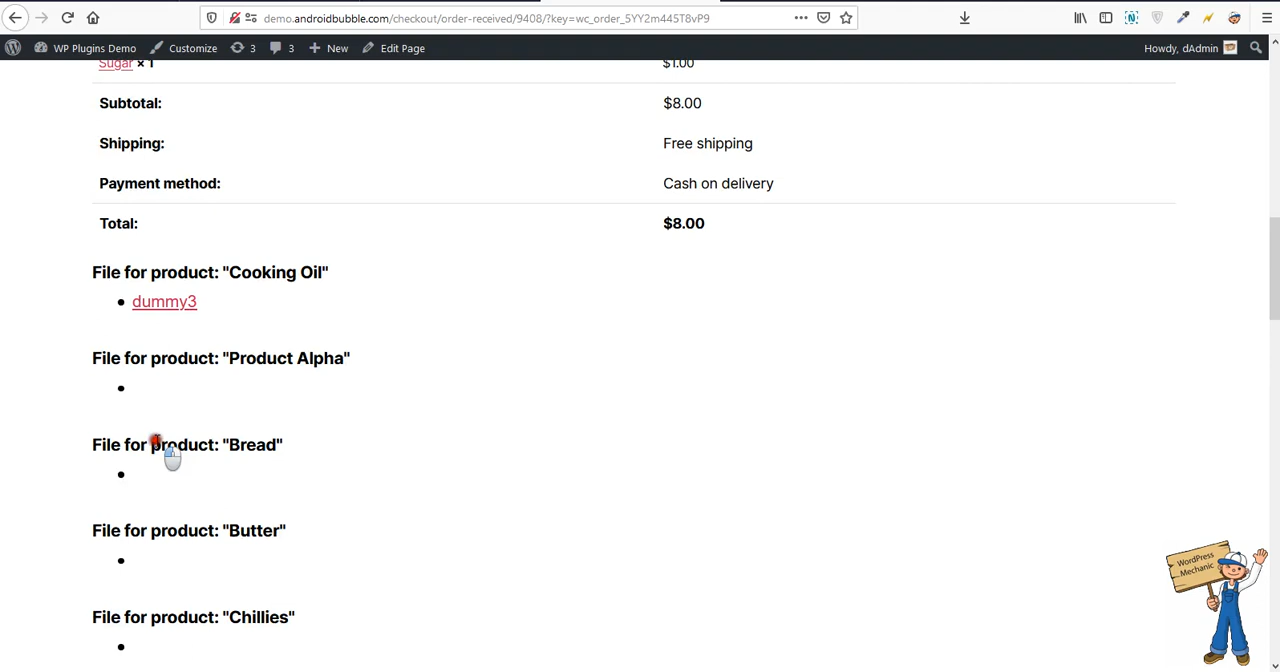 demo.androidbubble.com/checkout/order-received/9408/?key=wc_order_5YY2m445T8vP9
WP Plugins Demo Customize 3 3 New Edit Page Howdy, dAdmin
Sugar × 1 $1.00
Subtotal: $8.00
Shipping: Free shipping
Payment method: Cash on delivery
Total: $8.00
File for product: "Cooking Oil"
dummy3
File for product: "Product Alpha"
File for product: "Bread"
File for product: "Butter"
File for product: "Chillies"
WordPress
Mechanic